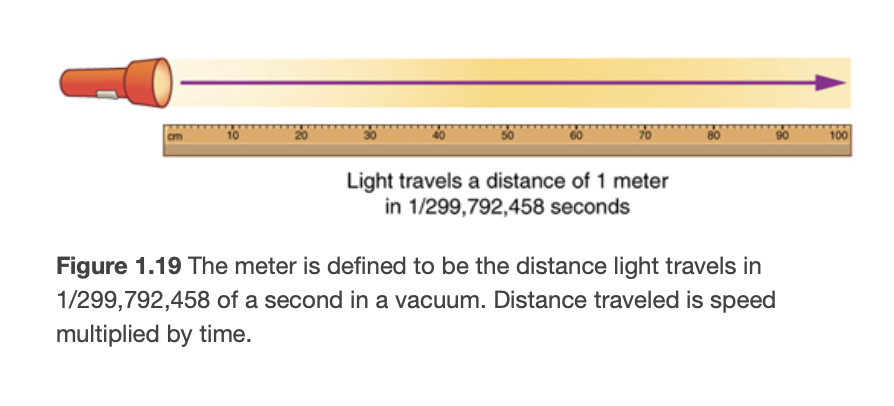 cm 10 20 30 40 50 60 70 80 90 100
Light travels a distance of 1 meter
in 1/299,792,458 seconds
Figure 1.19 The meter is defined to be the distance light travels in
1/299,792,458 of a second in a vacuum. Distance traveled is speed
multiplied by time.